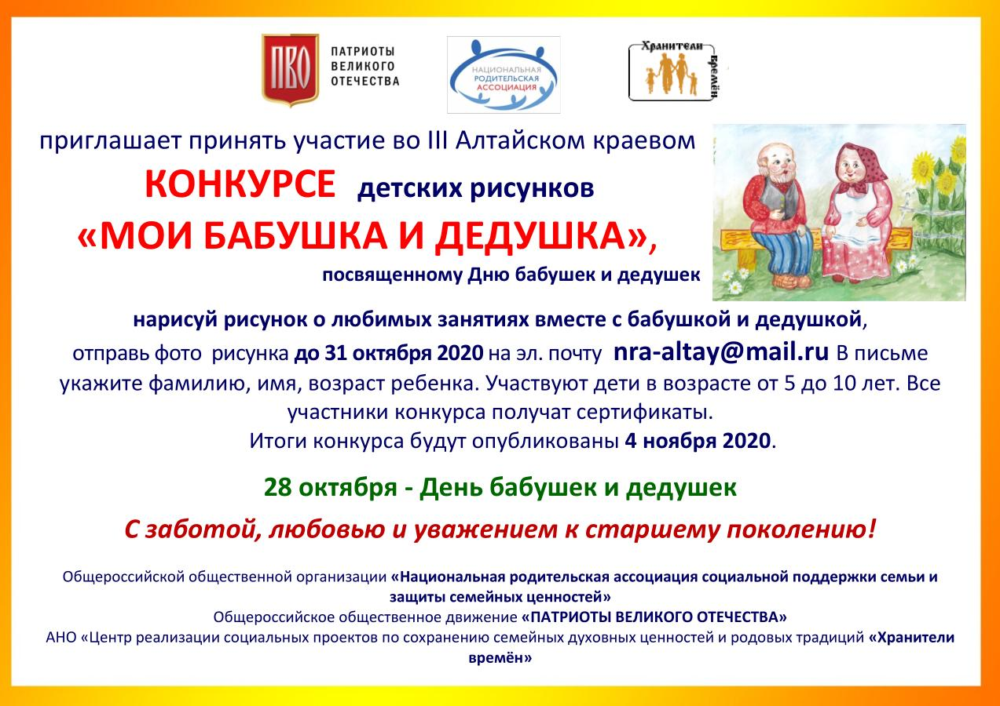 ПВО
ПАТРИОТЫ
ВЕЛИКОГО
ОТЕЧЕСТВА
НАЦИОНАЛЬНАЯ
РОДИТЕЛЬСКАЯ
АССОЦИАЦИЯ
Хранители
времён
приглашает принять участие во III Алтайском краевом
КОНКУРСЕ детских рисунков
«МОИ БАБУШКА И ДЕДУШКА»,
посвященному Дню бабушек и дедушек
нарисуй рисунок о любимых занятиях вместе с бабушкой и дедушкой,
отправь фото рисунка до 31 октября 2020 на эл. почту nra-altay@mail.ru В письме
укажите фамилию, имя, возраст ребенка. Участвуют дети в возрасте от 5 до 10 лет. Все
участники конкурса получат сертификаты.
Итоги конкурса будут опубликованы 4 ноября 2020.
28 октября - День бабушек и дедушек
С заботой, любовью и уважением к старшему поколению!
Общероссийской общественной организации «Национальная родительская ассоциация социальной поддержки семьи и
защиты семейных ценностей»
Общероссийское общественное движение «ПАТРИОТЫ ВЕЛИКОГО ОТЕЧЕСТВА»
АНО «Центр реализации социальных проектов по сохранению семейных духовных ценностей и родовых традиций «Хранители
времён»